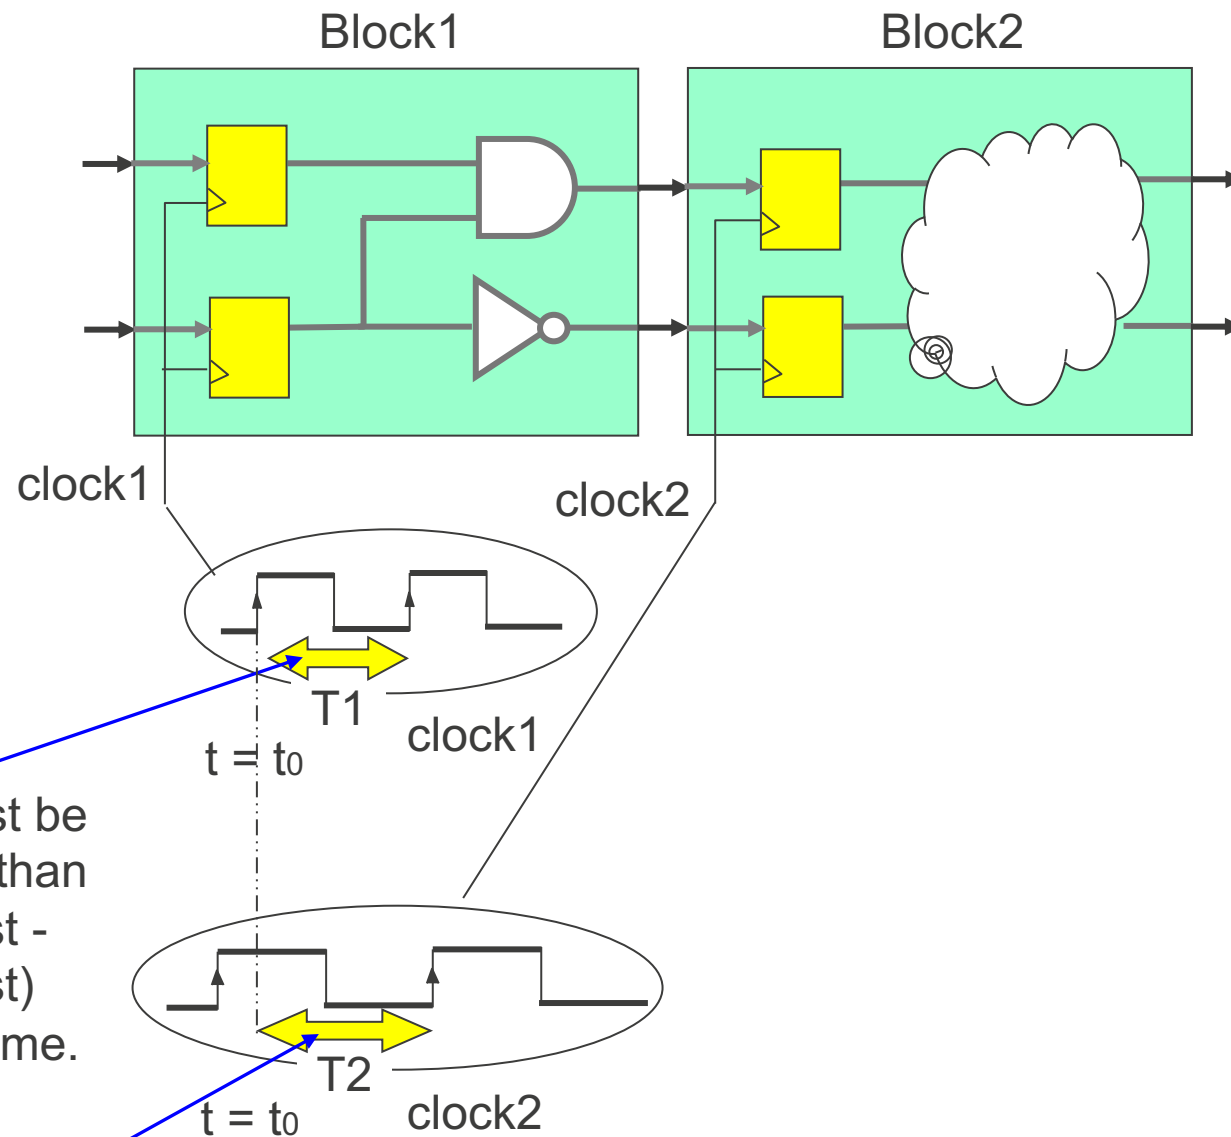 Block1
Block2
clock1
clock2
T1
clock1
t = t0
st be
than
st -
st)
me.
T2
t = t0
clock2